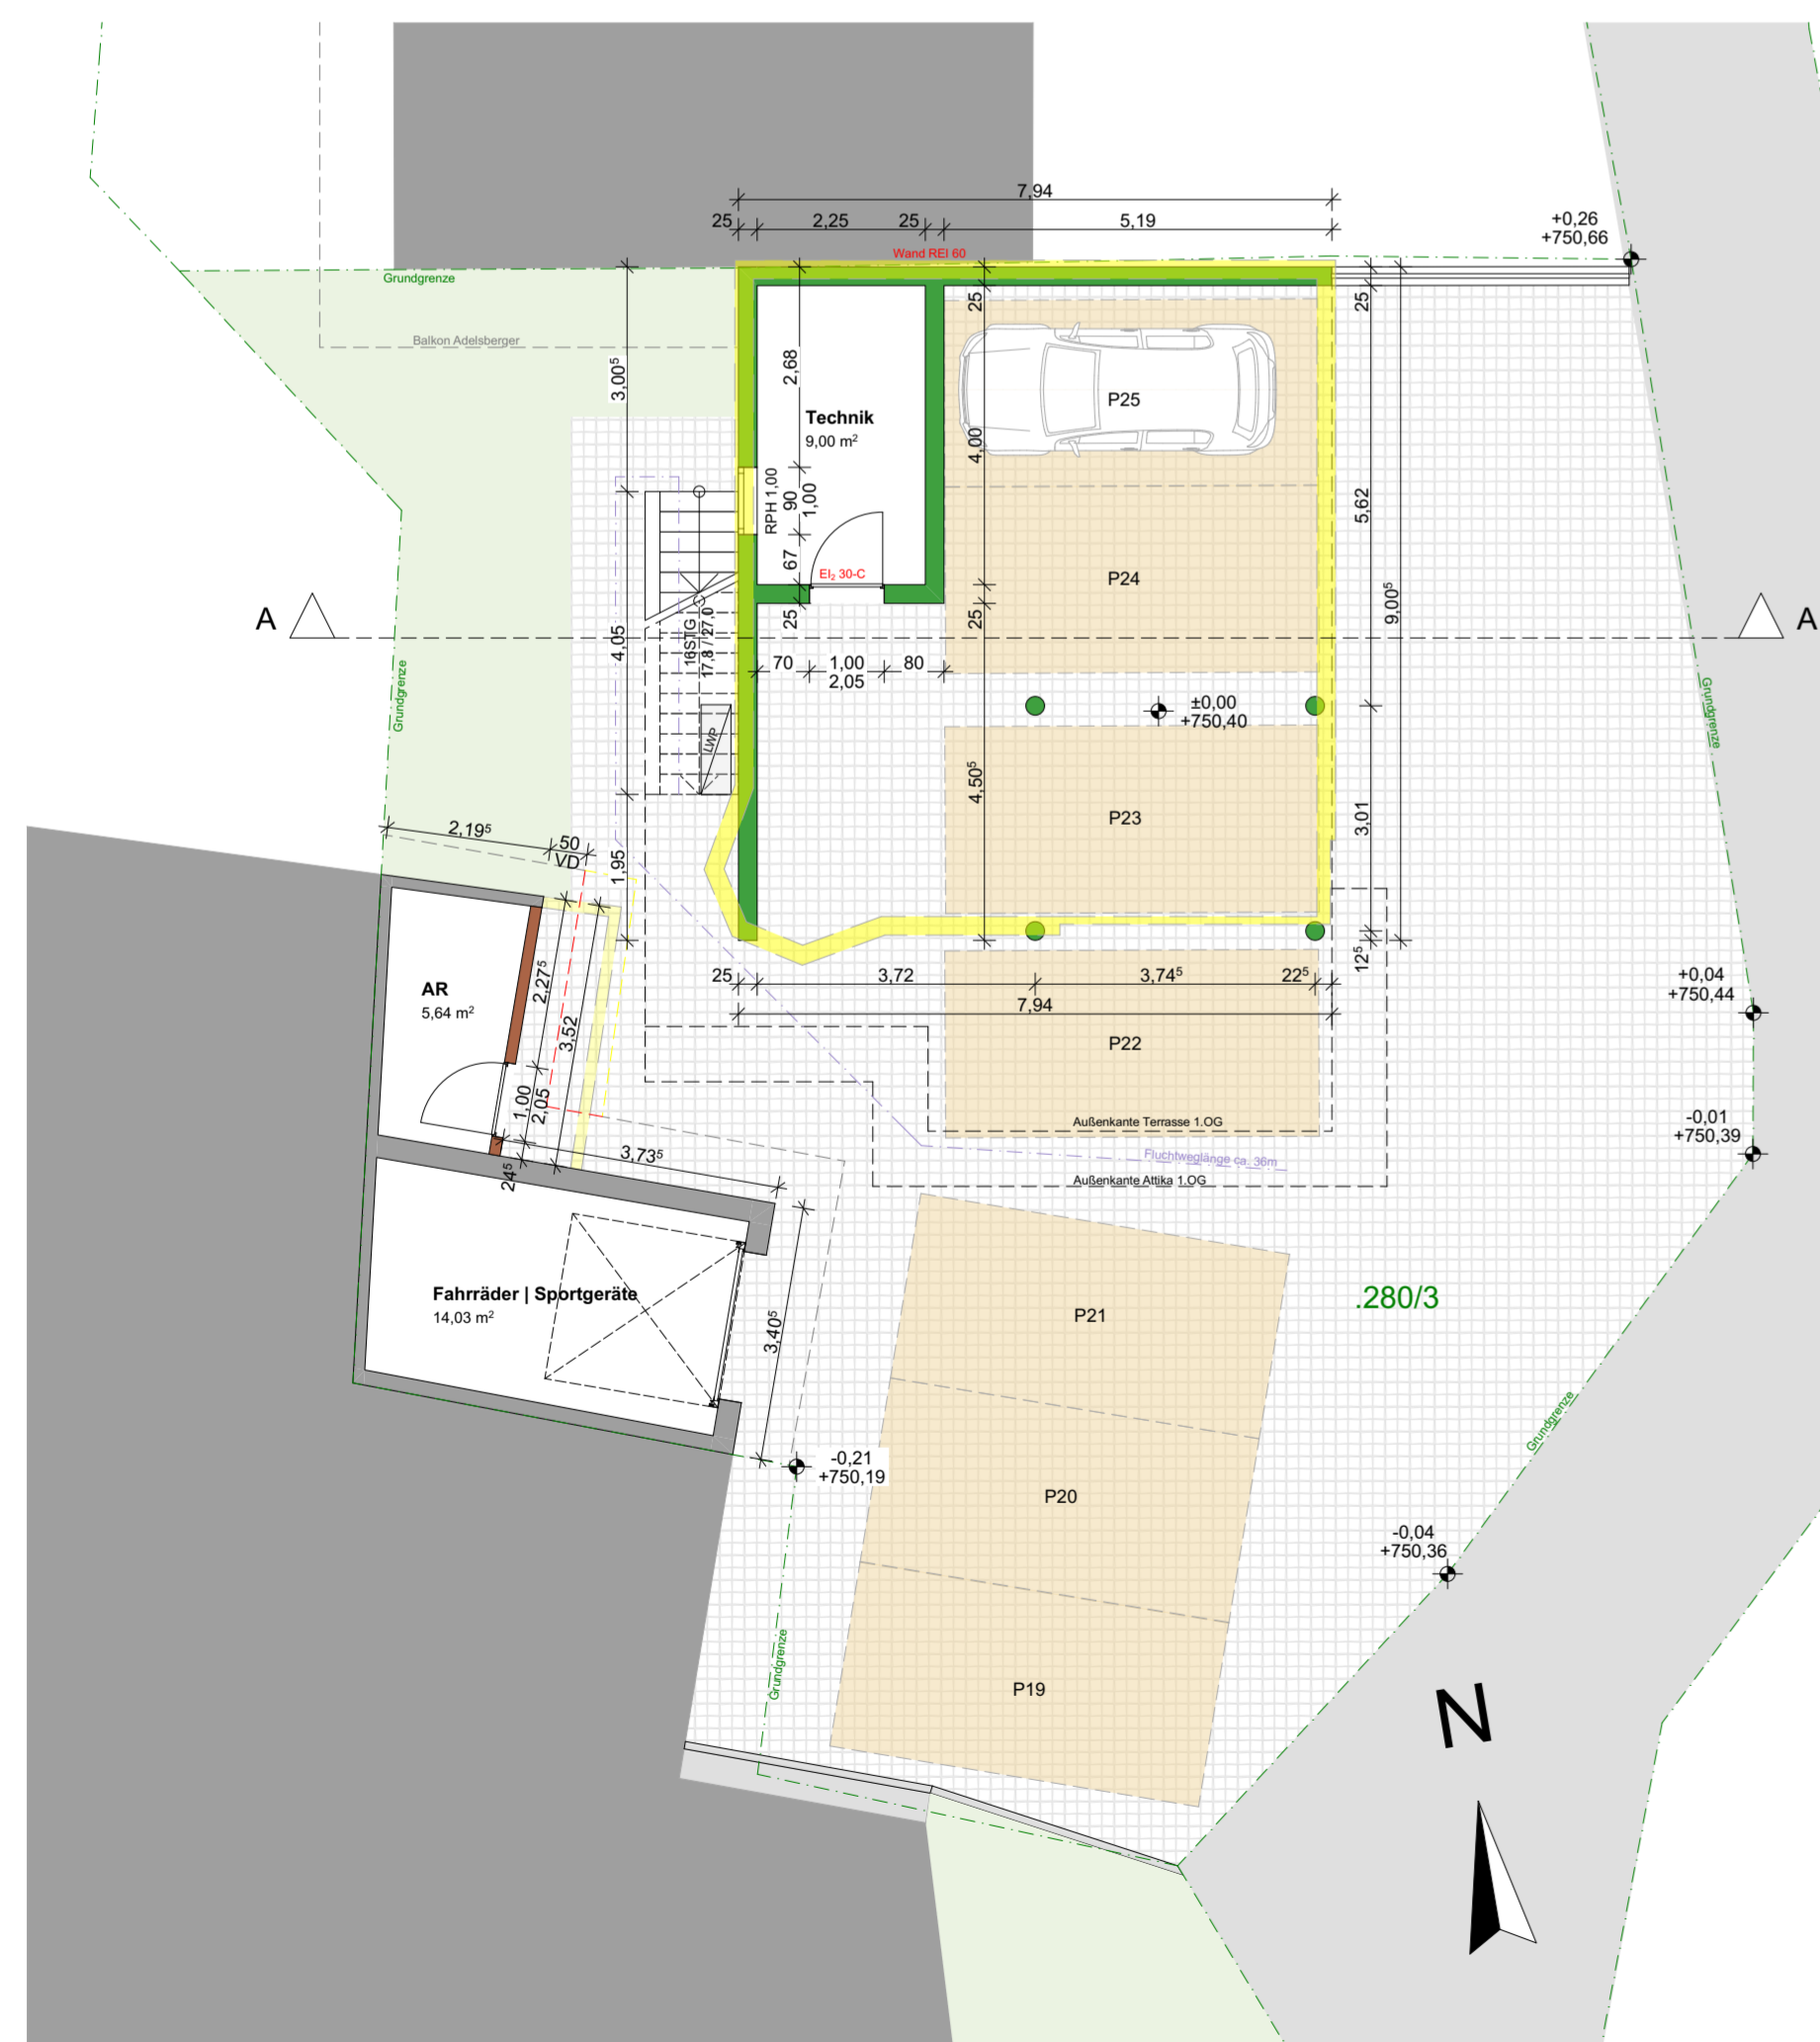 7,94
25
2,25
25
5,19
+0,26
+750,66
Wand REI 60
Grundgrenze
Balkon Adelsberger
3,00⁵
2,68
25
25
P25
Technik
9,00 m²
4,00
RPH 1,00
90
1,00
5,62
67
EI₂ 30-C
P24
9,00⁵
25
25
A
A
4,05
16STG
17,8 / 27,0
70
1,00
80
2,05
Grundgrenze
Grundgrenze
±0,00
+750,40
LWP
4,50⁵
P23
3,01
2,19⁵
50
VD
1,95
12⁵
25
3,72
3,74⁵
22⁵
7,94
+0,04
+750,44
AR
5,64 m²
2,27⁵
3,52
P22
1,00
2,05
Außenkante Terrasse 1.OG
-0,01
+750,39
3,73⁵
24⁵
Fluchtweglänge ca. 36m
Außenkante Attika 1.OG
Fahrräder | Sportgeräte
14,03 m²
3,40⁵
P21
.280/3
Grundgrenze
-0,21
+750,19
P20
-0,04
+750,36
Grundgrenze
P19
N